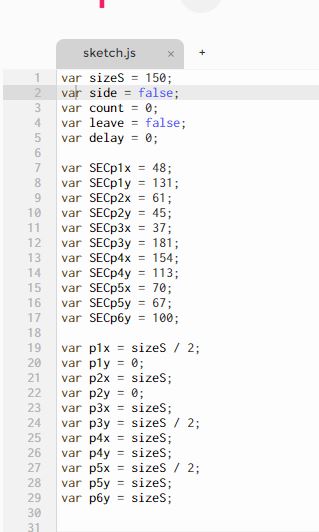 sketch.js × +
1 var sizeS = 150;
2 var side = false;
3 var count = 0;
4 var leave = false;
5 var delay = 0;
6
7 var SECp1x = 48;
8 var SECp1y = 131;
9 var SECp2x = 61;
10 var SECp2y = 45;
11 var SECp3x = 37;
12 var SECp3y = 181;
13 var SECp4x = 154;
14 var SECp4y = 113;
15 var SECp5x = 70;
16 var SECp5y = 67;
17 var SECp6y = 100;
18
19 var p1x = sizeS / 2;
20 var p1y = 0;
21 var p2x = sizeS;
22 var p2y = 0;
23 var p3x = sizeS;
24 var p3y = sizeS / 2;
25 var p4x = sizeS;
26 var p4y = sizeS;
27 var p5x = sizeS / 2;
28 var p5y = sizeS;
29 var p6y = sizeS;
30
31